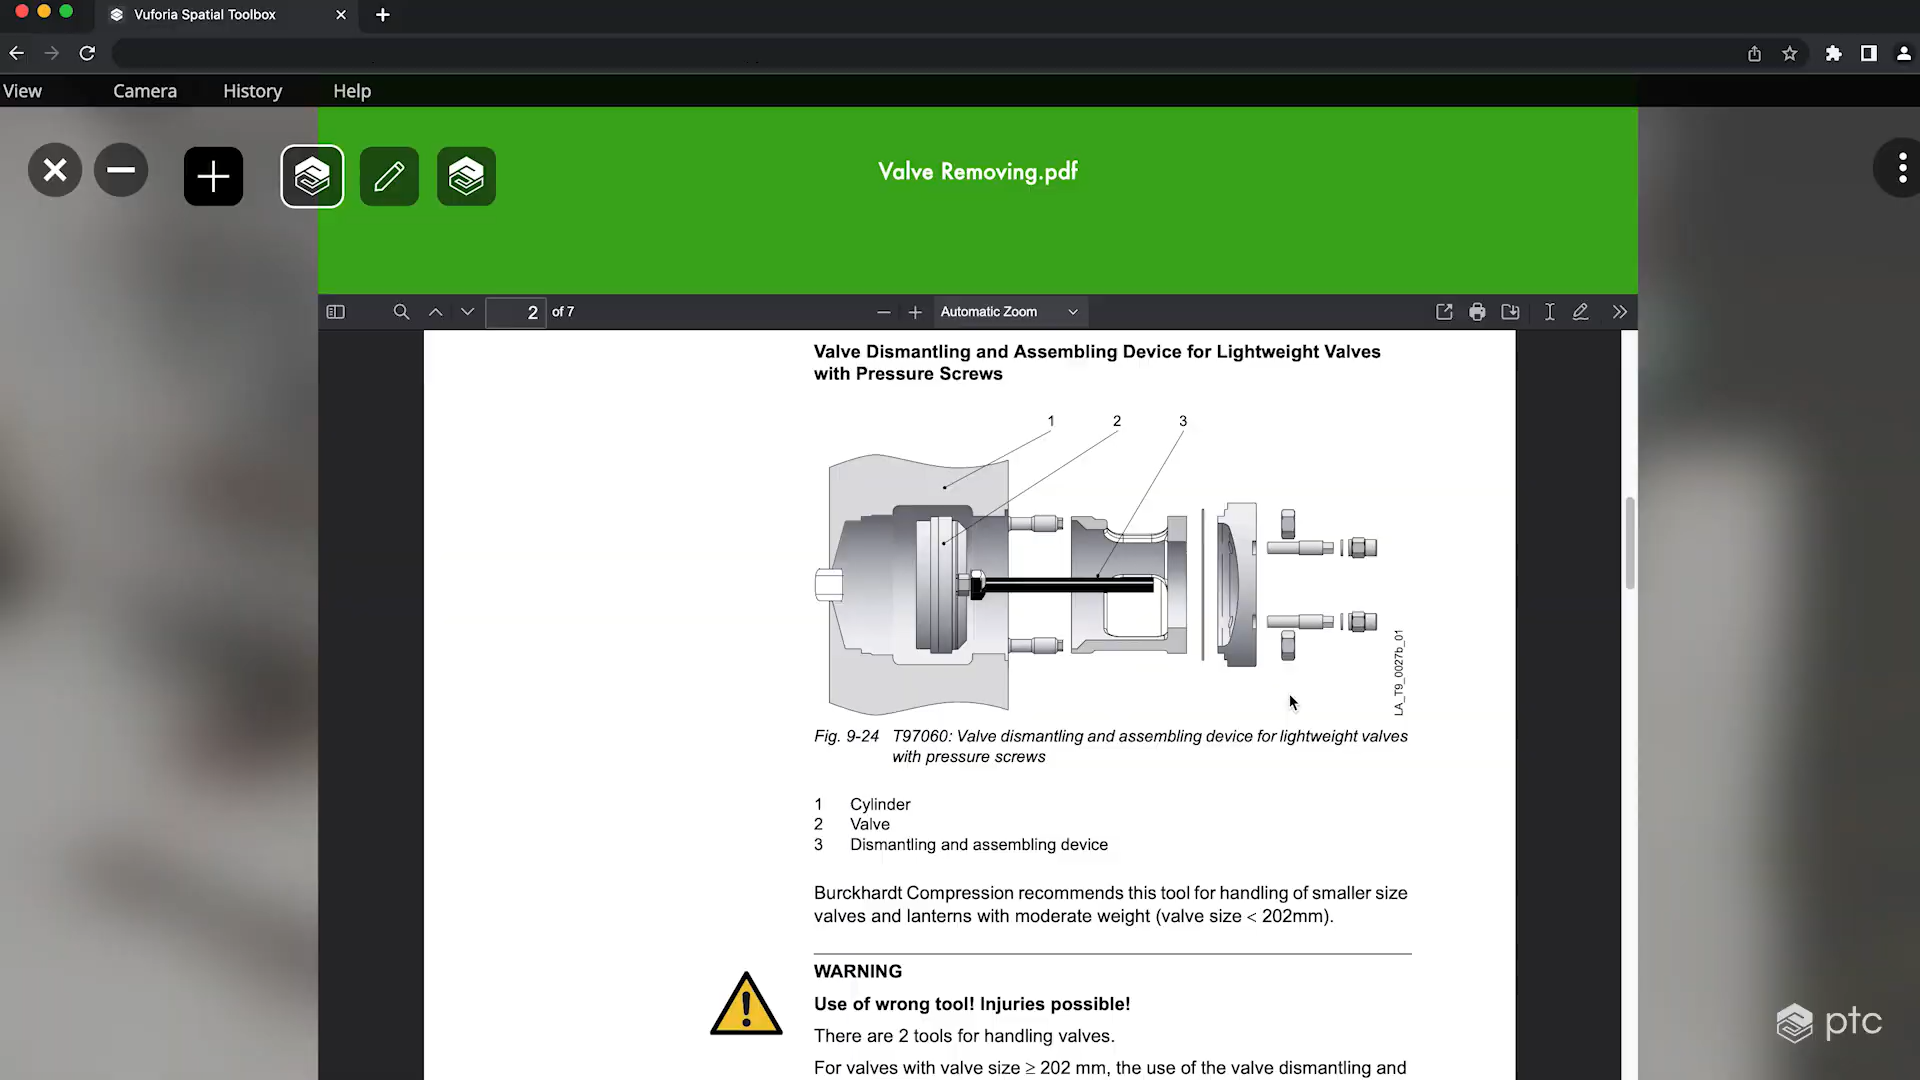 Vuforia Spatial Toolbox
View Camera History Help
Valve Removing.pdf
2 of 7
Automatic Zoom
Valve Dismantling and Assembling Device for Lightweight Valves
with Pressure Screws
1 2 3
LA_T9_0027b_01
Fig. 9-24 T97060: Valve dismantling and assembling device for lightweight valves
with pressure screws
1 Cylinder
2 Valve
3 Dismantling and assembling device
Burckhardt Compression recommends this tool for handling of smaller size
valves and lanterns with moderate weight (valve size < 202mm).
WARNING
Use of wrong tool! Injuries possible!
There are 2 tools for handling valves.
For valves with valve size ≥ 202 mm, the use of the valve dismantling and
ptc